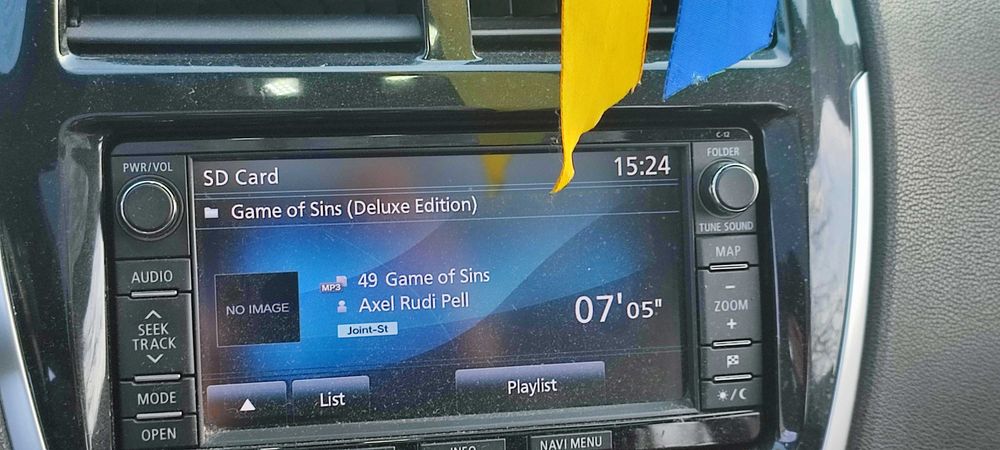 C-12
PWR/VOL
FOLDER
SD Card
15:24
Game of Sins (Deluxe Edition)
TUNE SOUND
MAP
AUDIO
MP3
49 Game of Sins
NO IMAGE
Axel Rudi Pell
07'05"
Joint-St
SEEK
TRACK
ZOOM
MODE
List
Playlist
OPEN
INFO
NAVI MENU